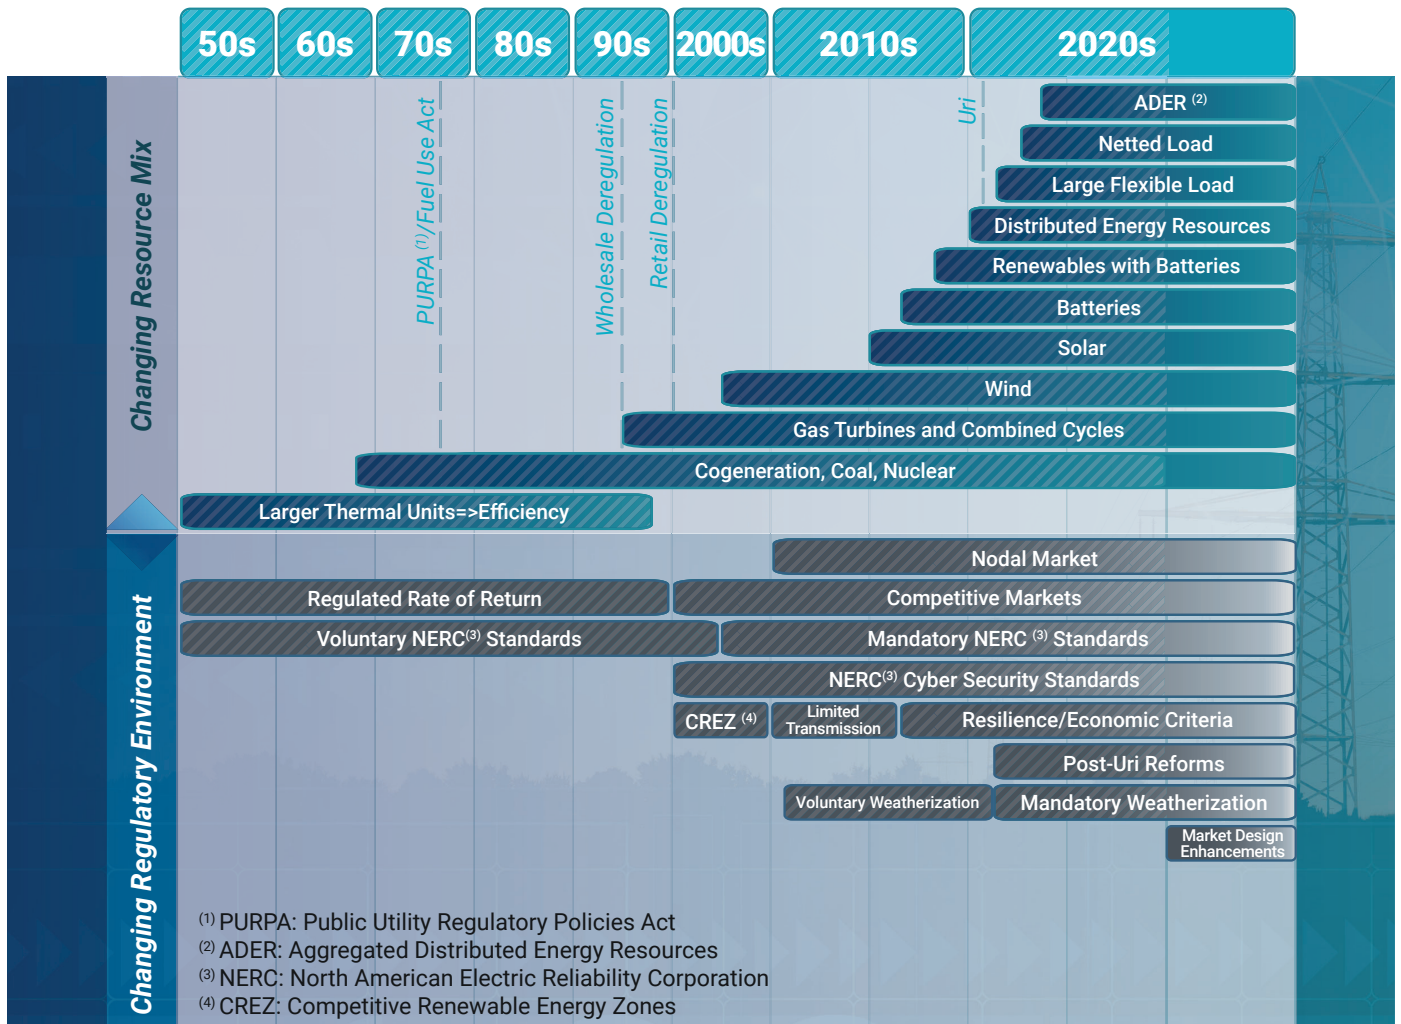 50s 60s 70s 80s 90s 2000s 2010s 2020s
Changing Resource Mix
PURPA (1)/Fuel Use Act
Wholesale Deregulation
Retail Deregulation
Uri
ADER (2)
Netted Load
Large Flexible Load
Distributed Energy Resources
Renewables with Batteries
Batteries
Solar
Wind
Gas Turbines and Combined Cycles
Cogeneration, Coal, Nuclear
Larger Thermal Units=>Efficiency
Changing Regulatory Environment
Nodal Market
Regulated Rate of Return
Competitive Markets
Voluntary NERC(3) Standards
Mandatory NERC (3) Standards
NERC(3) Cyber Security Standards
CREZ (4)
Limited
Transmission
Resilience/Economic Criteria
Post-Uri Reforms
Voluntary Weatherization
Mandatory Weatherization
Market Design
Enhancements
(1) PURPA: Public Utility Regulatory Policies Act
(2) ADER: Aggregated Distributed Energy Resources
(3) NERC: North American Electric Reliability Corporation
(4) CREZ: Competitive Renewable Energy Zones